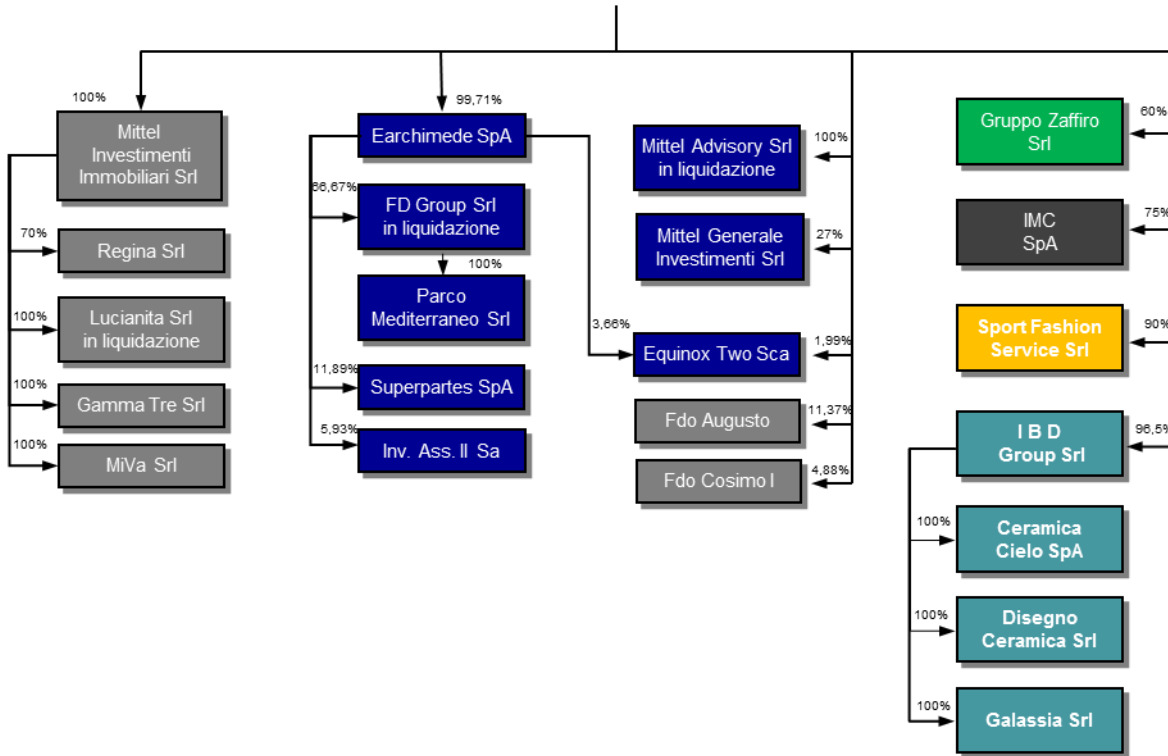 100%
Mittel
Investimenti
Immobiliari Srl
70%
Regina Srl
100%
Lucianita Srl
in liquidazione
100%
Gamma Tre Srl
100%
MiVa Srl
99,71%
Earchimede SpA
66,67%
FD Group Srl
in liquidazione
100%
Parco
Mediterraneo Srl
11,89%
Superpartes SpA
5,93%
Inv. Ass. II Sa
Mittel Advisory Srl
in liquidazione
100%
Mittel Generale
Investimenti Srl
27%
3,66%
Equinox Two Sca
1,99%
Fdo Augusto
11,37%
Fdo Cosimo I
4,88%
Gruppo Zaffiro
Srl
60%
IMC
SpA
75%
Sport Fashion
Service Srl
90%
I B D
Group Srl
96,5%
100%
Ceramica
Cielo SpA
100%
Disegno
Ceramica Srl
100%
Galassia Srl